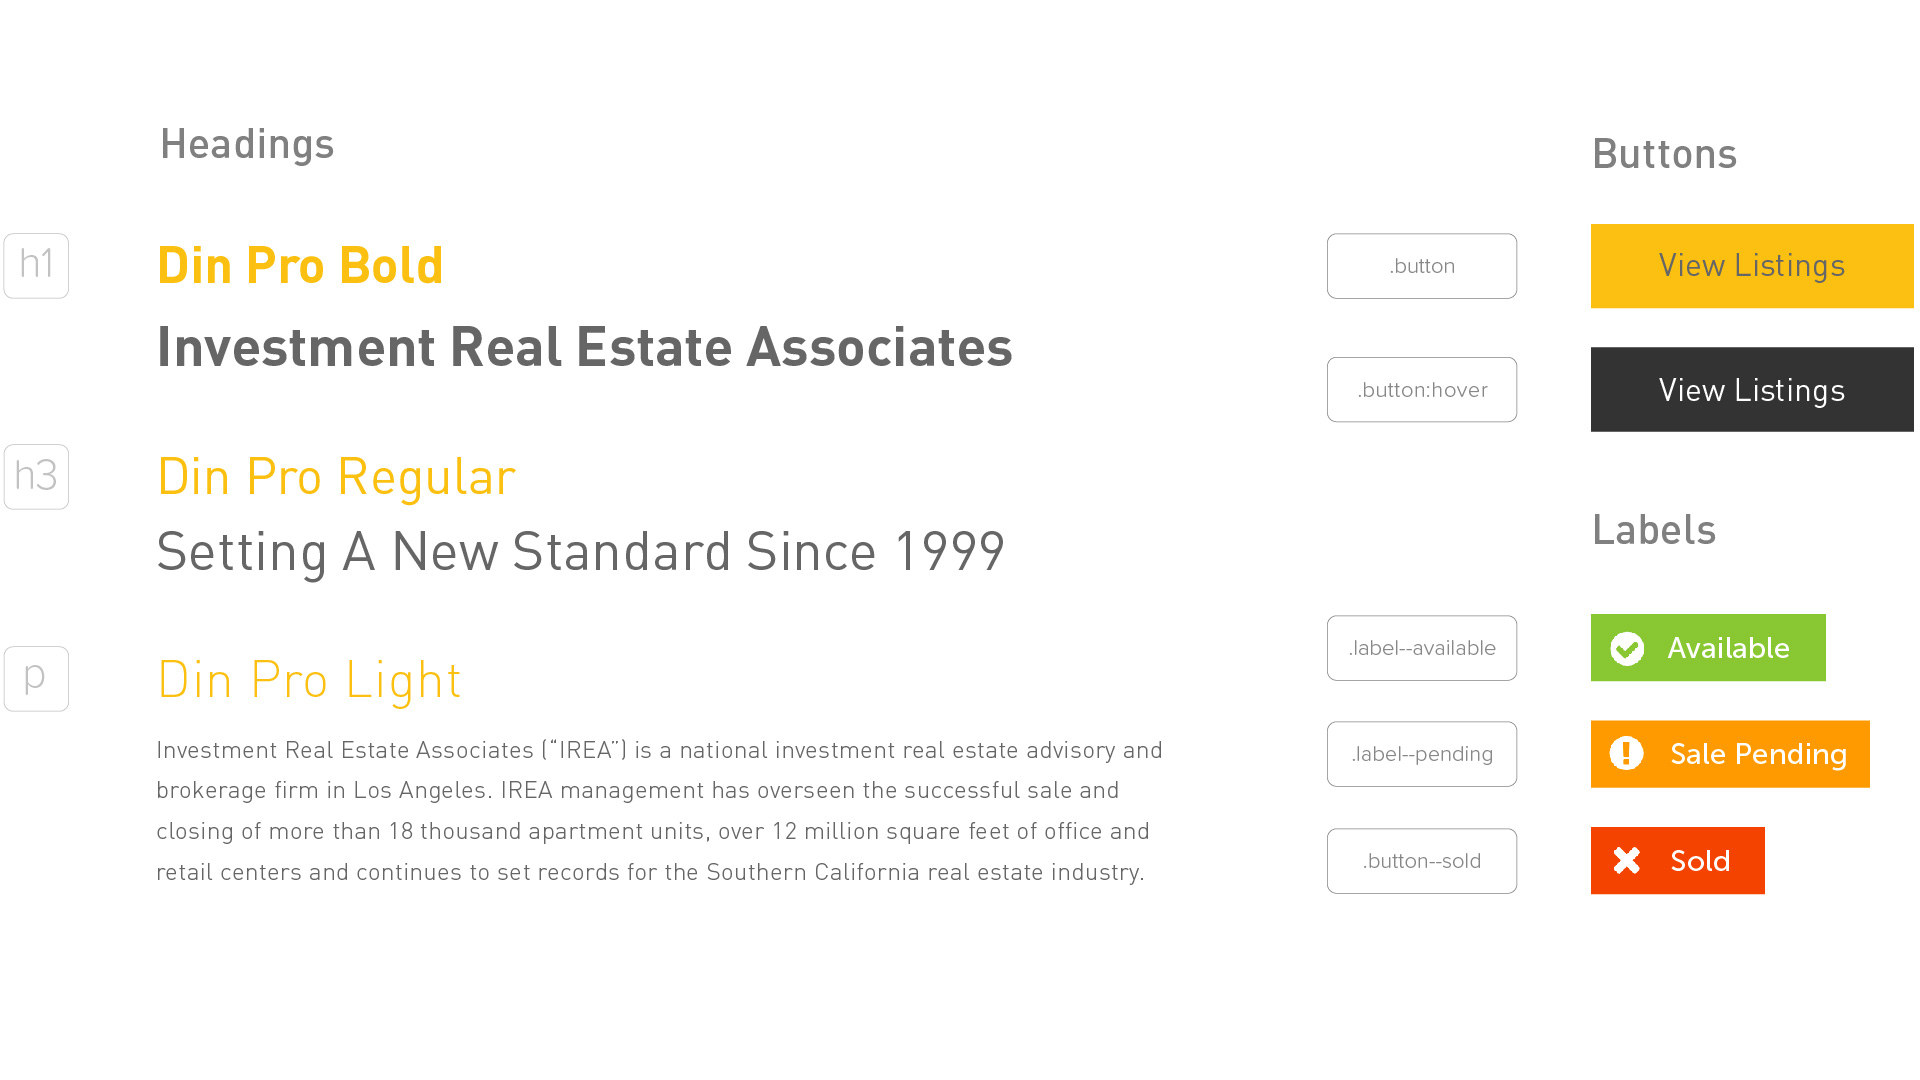 Headings
h1
Din Pro Bold
Investment Real Estate Associates
h3
Din Pro Regular
Setting A New Standard Since 1999
p
Din Pro Light
Investment Real Estate Associates (“IREA”) is a national investment real estate advisory and
brokerage firm in Los Angeles. IREA management has overseen the successful sale and
closing of more than 18 thousand apartment units, over 12 million square feet of office and
retail centers and continues to set records for the Southern California real estate industry.
Buttons
.button
View Listings
.button:hover
View Listings
Labels
.label--available
Available
.label--pending
Sale Pending
.button--sold
Sold